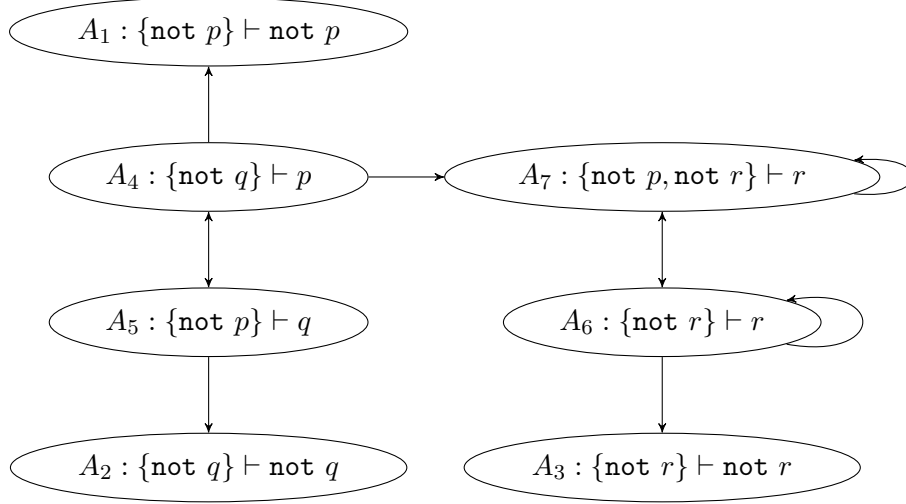 A₁ : {not p} ⊢ not p
A₄ : {not q} ⊢ p
A₇ : {not p, not r} ⊢ r
A₅ : {not p} ⊢ q
A₆ : {not r} ⊢ r
A₂ : {not q} ⊢ not q
A₃ : {not r} ⊢ not r